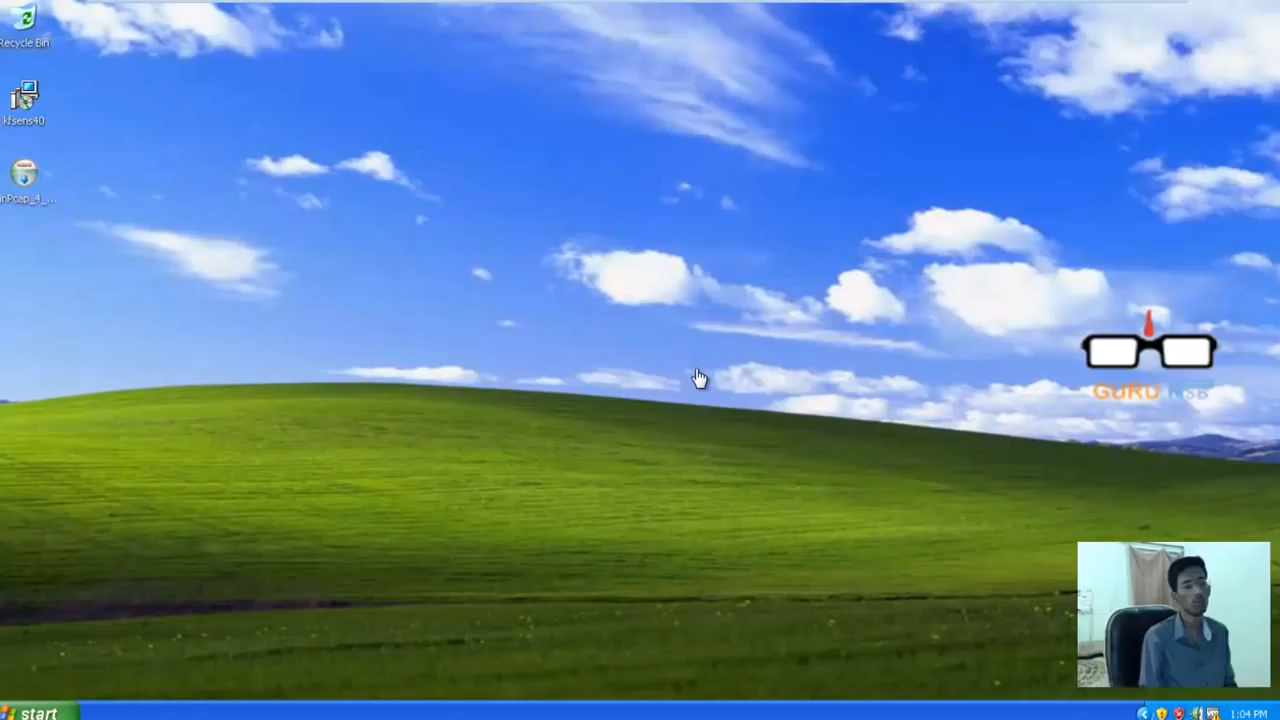 Recycle Bin
kfsens40
inPcap_4_...
GURU
start
1:04 PM